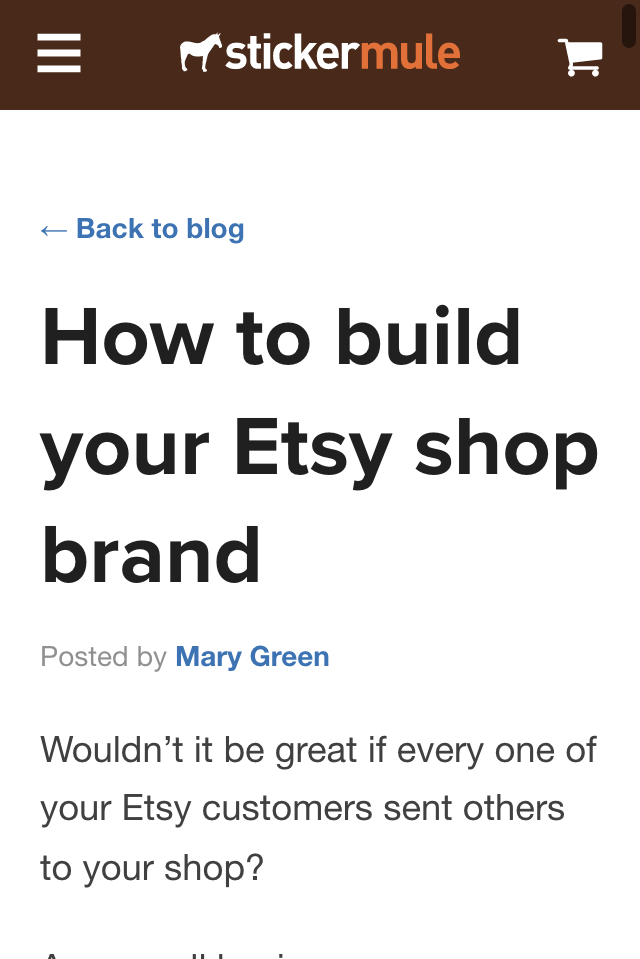 stickermule
← Back to blog
How to build
your Etsy shop
brand
Posted by Mary Green
Wouldn’t it be great if every one of
your Etsy customers sent others
to your shop?